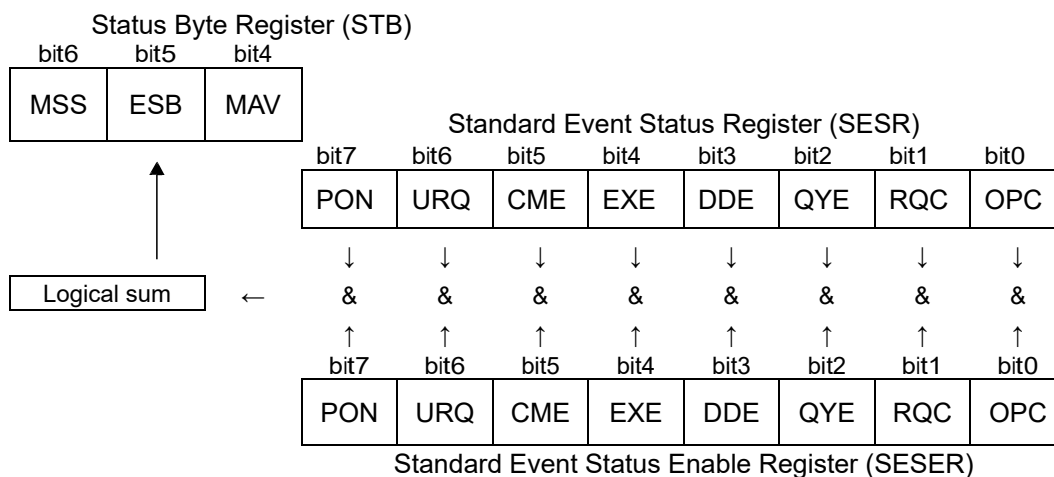 Status Byte Register (STB)
bit6 bit5 bit4
MSS ESB MAV
Standard Event Status Register (SESR)
bit7 bit6 bit5 bit4 bit3 bit2 bit1 bit0
PON URQ CME EXE DDE QYE RQC OPC
↓ ↓ ↓ ↓ ↓ ↓ ↓ ↓
Logical sum ← & & & & & & & &
↑ ↑ ↑ ↑ ↑ ↑ ↑ ↑
bit7 bit6 bit5 bit4 bit3 bit2 bit1 bit0
PON URQ CME EXE DDE QYE RQC OPC
Standard Event Status Enable Register (SESER)